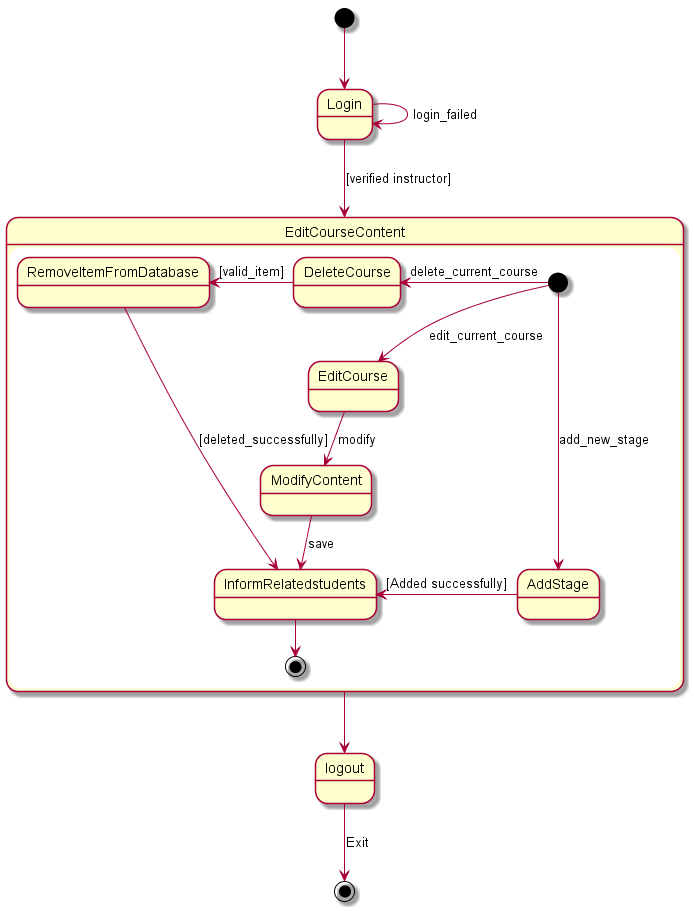 Login
login_failed
[verified instructor]
EditCourseContent
RemoveItemFromDatabase
[valid_item]
DeleteCourse
delete_current_course
edit_current_course
EditCourse
[deleted_successfully]
modify
add_new_stage
ModifyContent
save
InformRelatedstudents
[Added successfully]
AddStage
logout
Exit